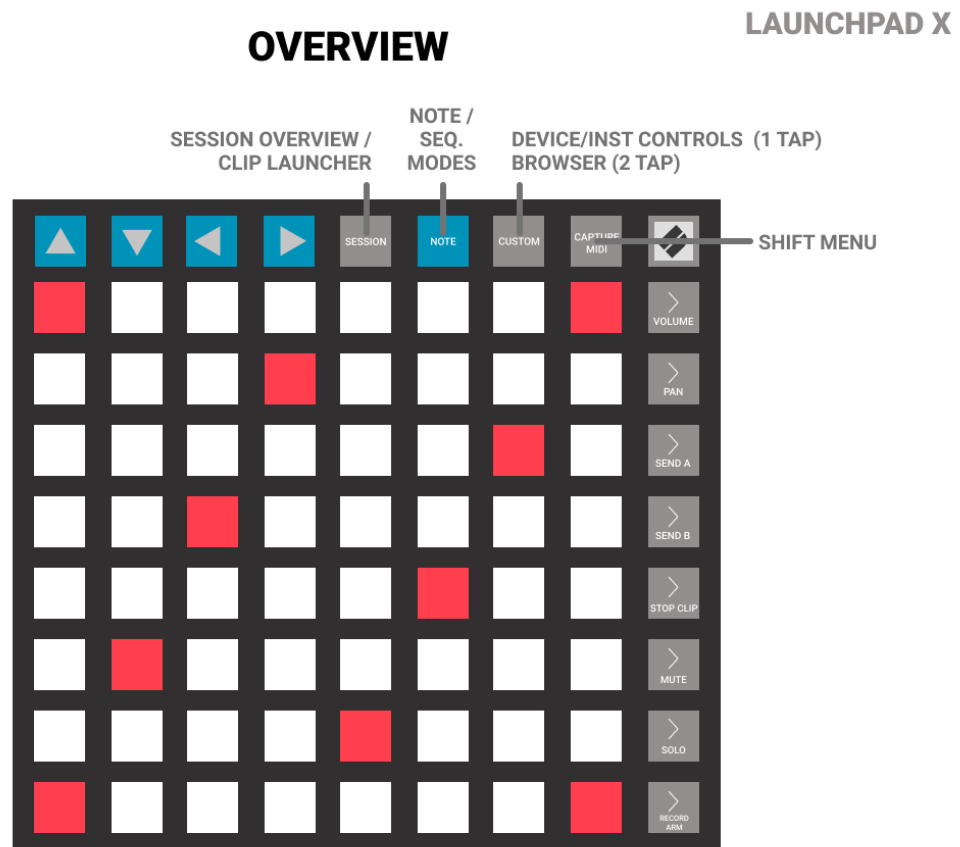 LAUNCHPAD X
OVERVIEW
SESSION OVERVIEW /
CLIP LAUNCHER
NOTE /
SEQ.
MODES
DEVICE/INST CONTROLS (1 TAP)
BROWSER (2 TAP)
SESSION
NOTE
CUSTOM
CAPTURE
MIDI
SHIFT MENU
VOLUME
PAN
SEND A
SEND B
STOP CLIP
MUTE
SOLO
RECORD
ARM